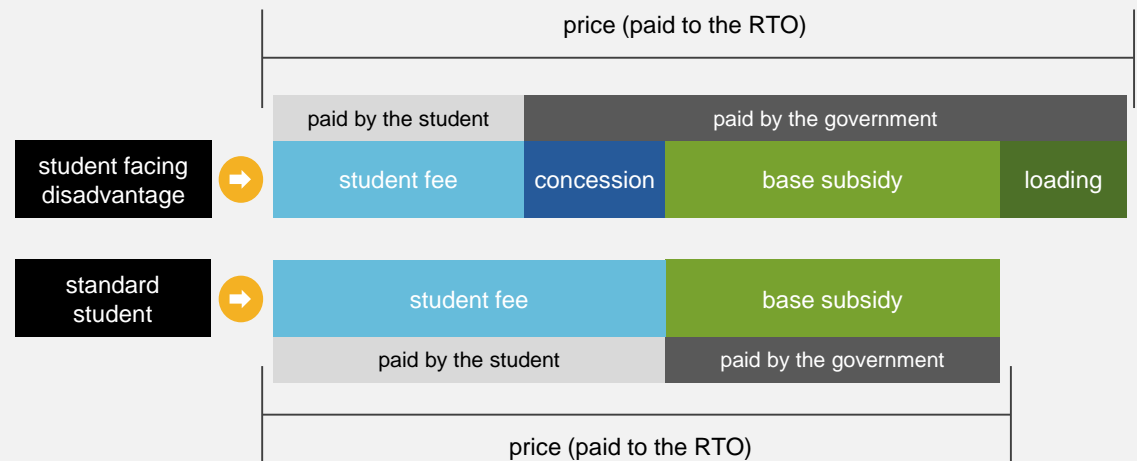 price (paid to the RTO)
paid by the student
paid by the government
student facing
disadvantage
student fee
concession
base subsidy
loading
standard
student
student fee
base subsidy
paid by the student
paid by the government
price (paid to the RTO)